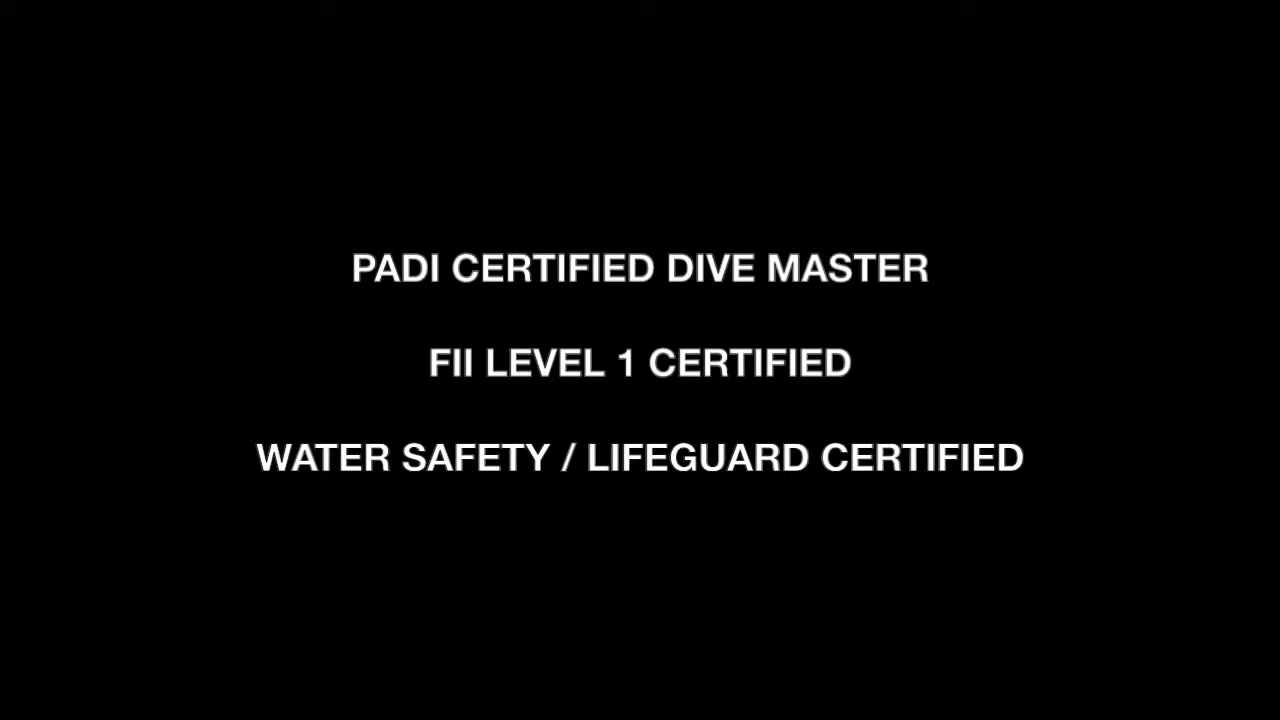 PADI CERTIFIED DIVE MASTER
FII LEVEL 1 CERTIFIED
WATER SAFETY / LIFEGUARD CERTIFIED